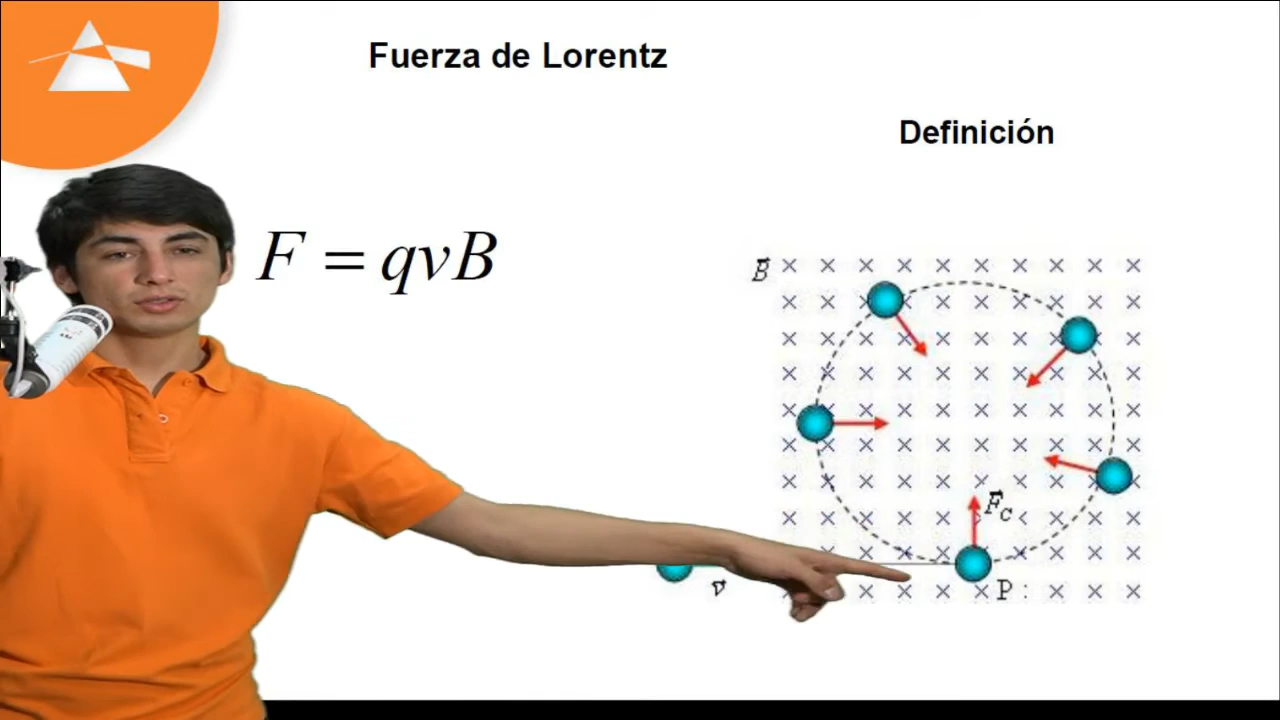 Fuerza de Lorentz
Definición
F = qvB
B
F_C
v
P